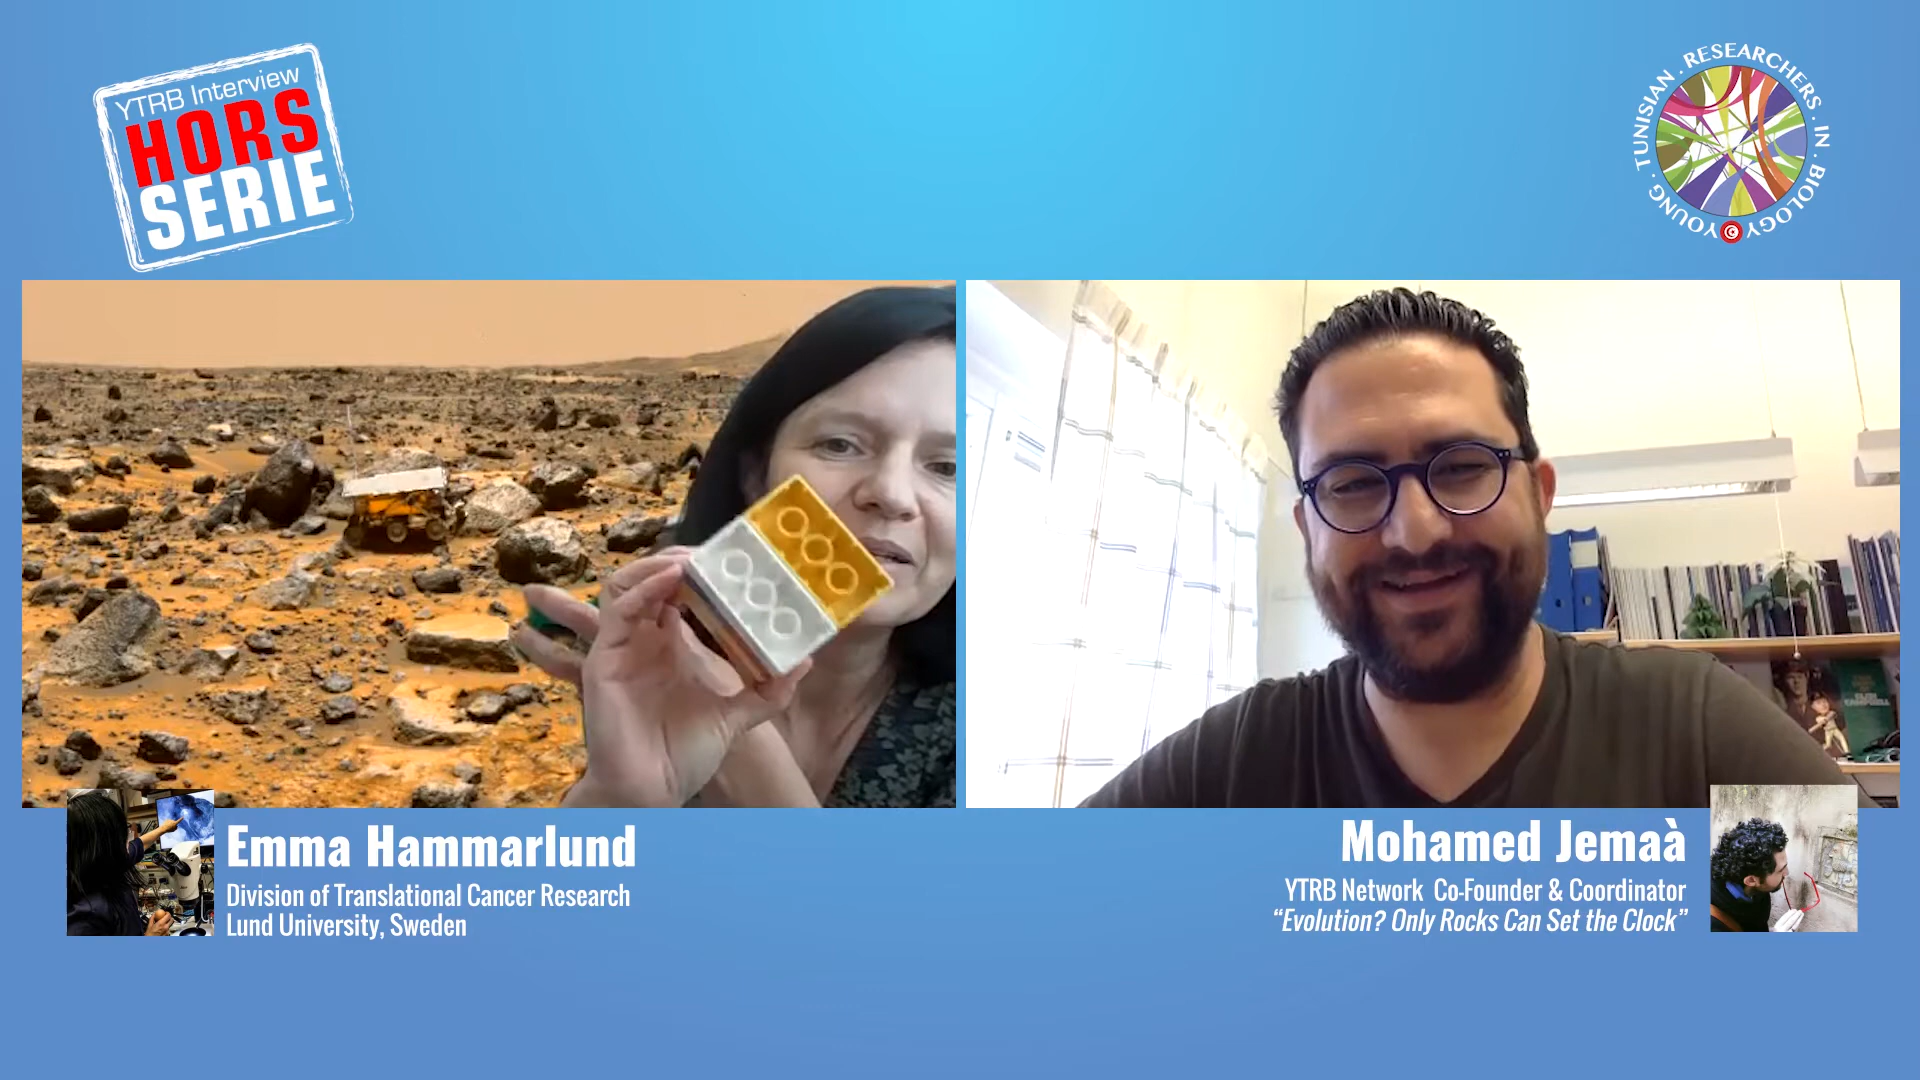 YTRB Interview
HORS
SERIE
YOUNG . TUNISIAN . RESEARCHERS . IN . BIOLOGY
Emma Hammarlund
Division of Translational Cancer Research
Lund University, Sweden
Mohamed Jemaà
YTRB Network Co-Founder & Coordinator
“Evolution? Only Rocks Can Set the Clock”